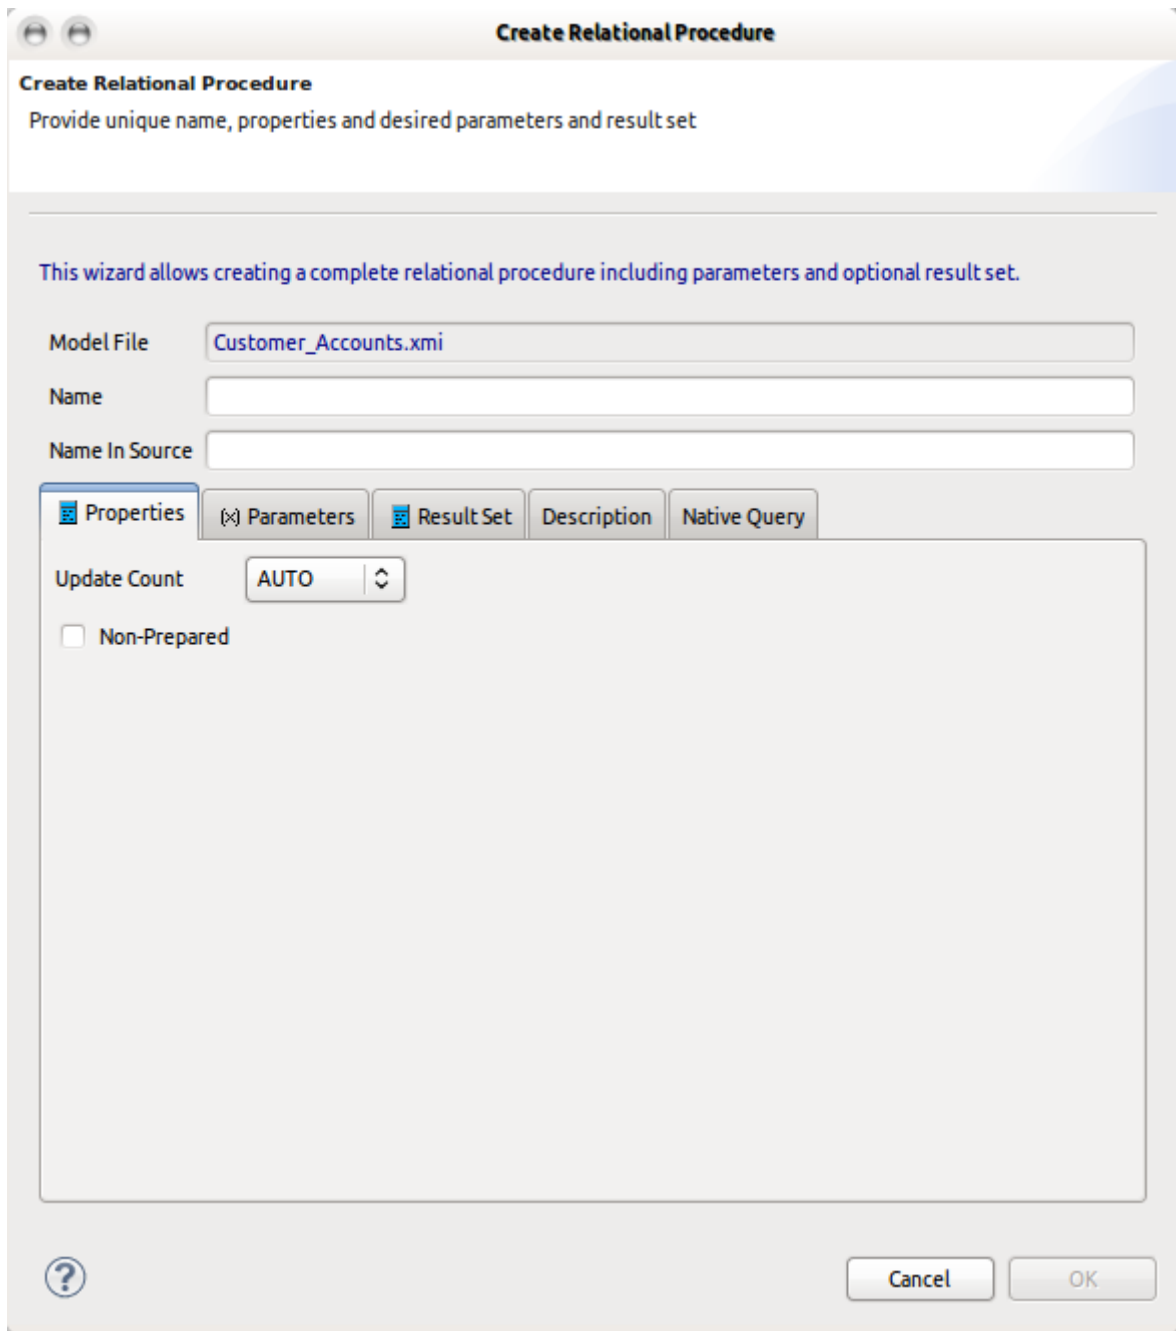 Create Relational Procedure
Create Relational Procedure
Provide unique name, properties and desired parameters and result set
This wizard allows creating a complete relational procedure including parameters and optional result set.
Model File Customer_Accounts.xmi
Name
Name In Source
Properties (x) Parameters Result Set Description Native Query
Update Count AUTO
Non-Prepared
? Cancel OK